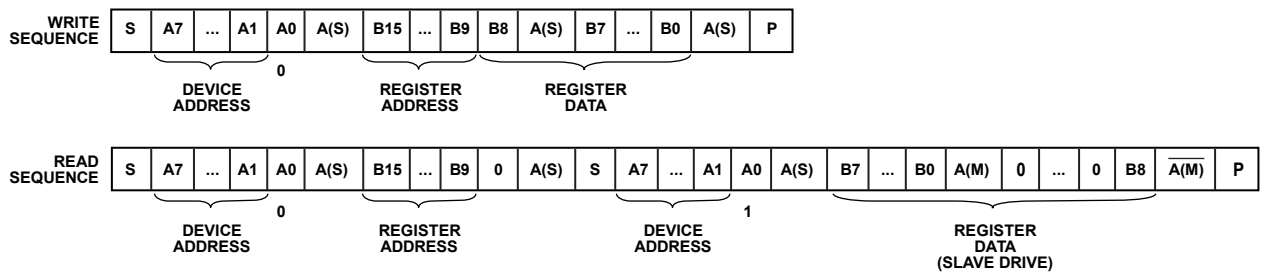 WRITE
SEQUENCE
S A7 ... A1 A0 A(S) B15 ... B9 B8 A(S) B7 ... B0 A(S) P
0
DEVICE
ADDRESS
REGISTER
ADDRESS
REGISTER
DATA
READ
SEQUENCE
S A7 ... A1 A0 A(S) B15 ... B9 0 A(S) S A7 ... A1 A0 A(S) B7 ... B0 A(M) 0 ... 0 B8 A(M) P
0
1
DEVICE
ADDRESS
REGISTER
ADDRESS
DEVICE
ADDRESS
REGISTER
DATA
(SLAVE DRIVE)